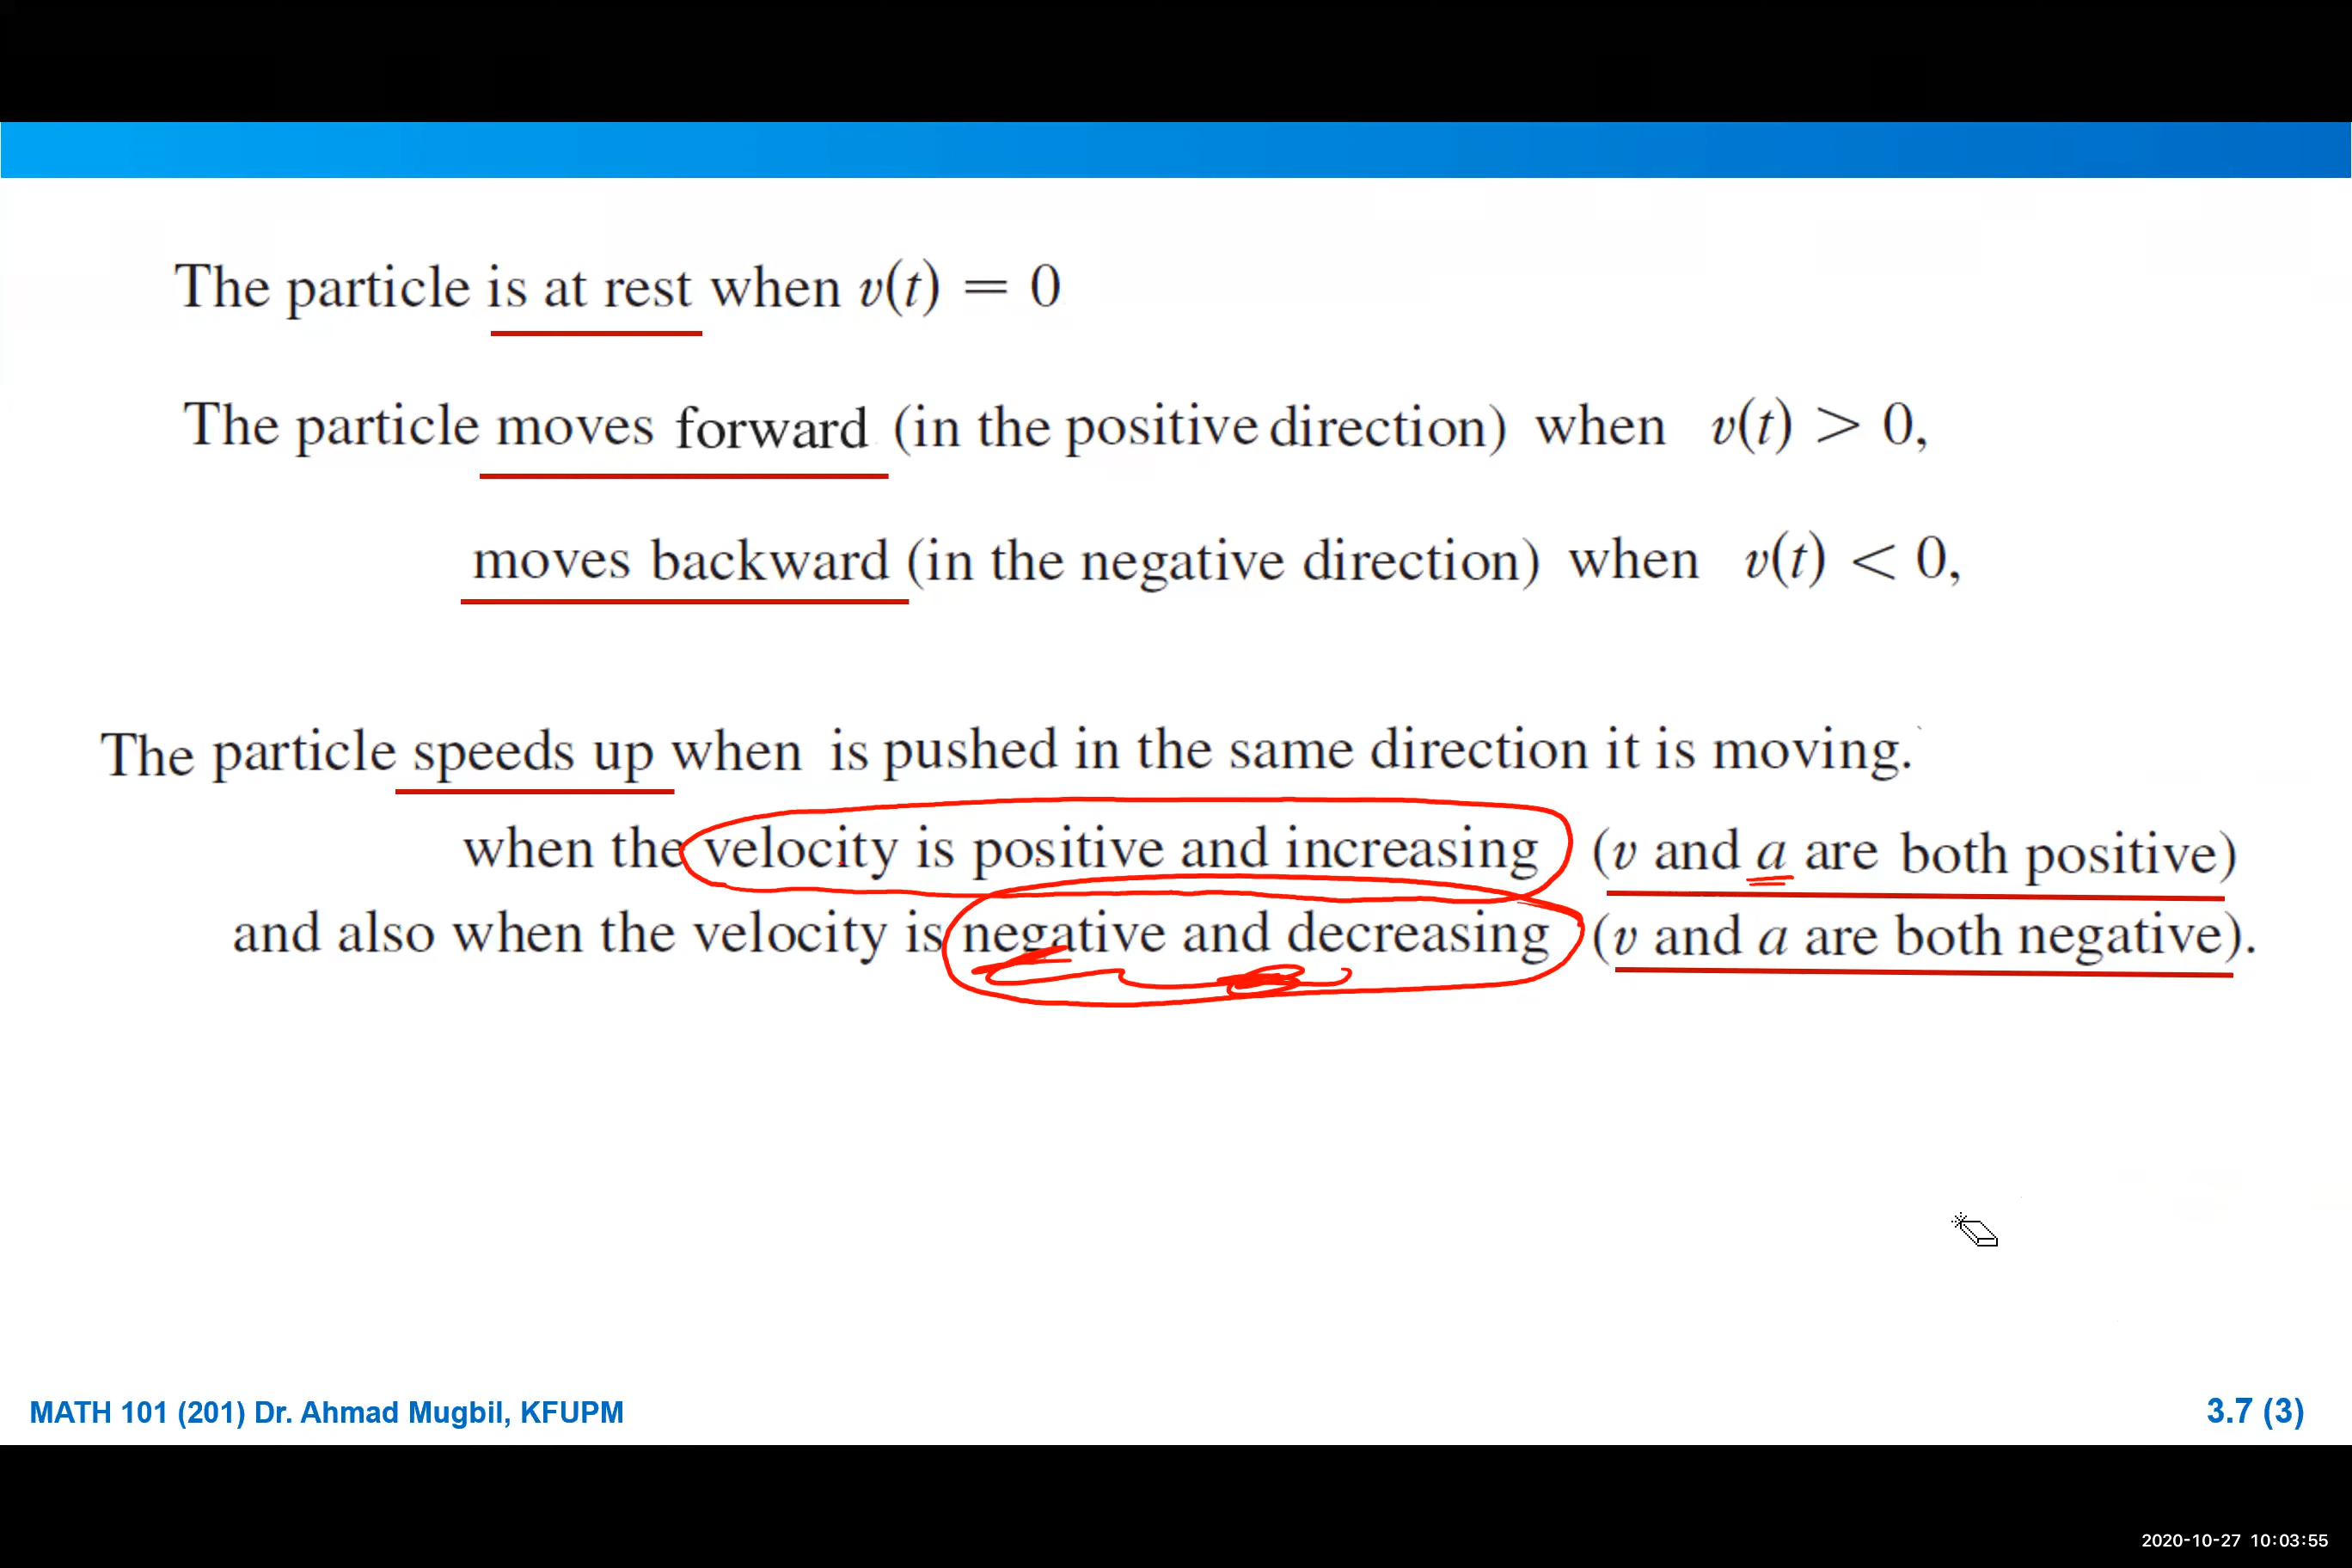 The particle is at rest when v(t) = 0
The particle moves forward (in the positive direction) when v(t) > 0,
moves backward (in the negative direction) when v(t) < 0,
The particle speeds up when is pushed in the same direction it is moving.
when the velocity is positive and increasing (v and a are both positive)
and also when the velocity is negative and decreasing (v and a are both negative).
MATH 101 (201) Dr. Ahmad Mugbil, KFUPM
3.7 (3)
2020-10-27 10:03:55